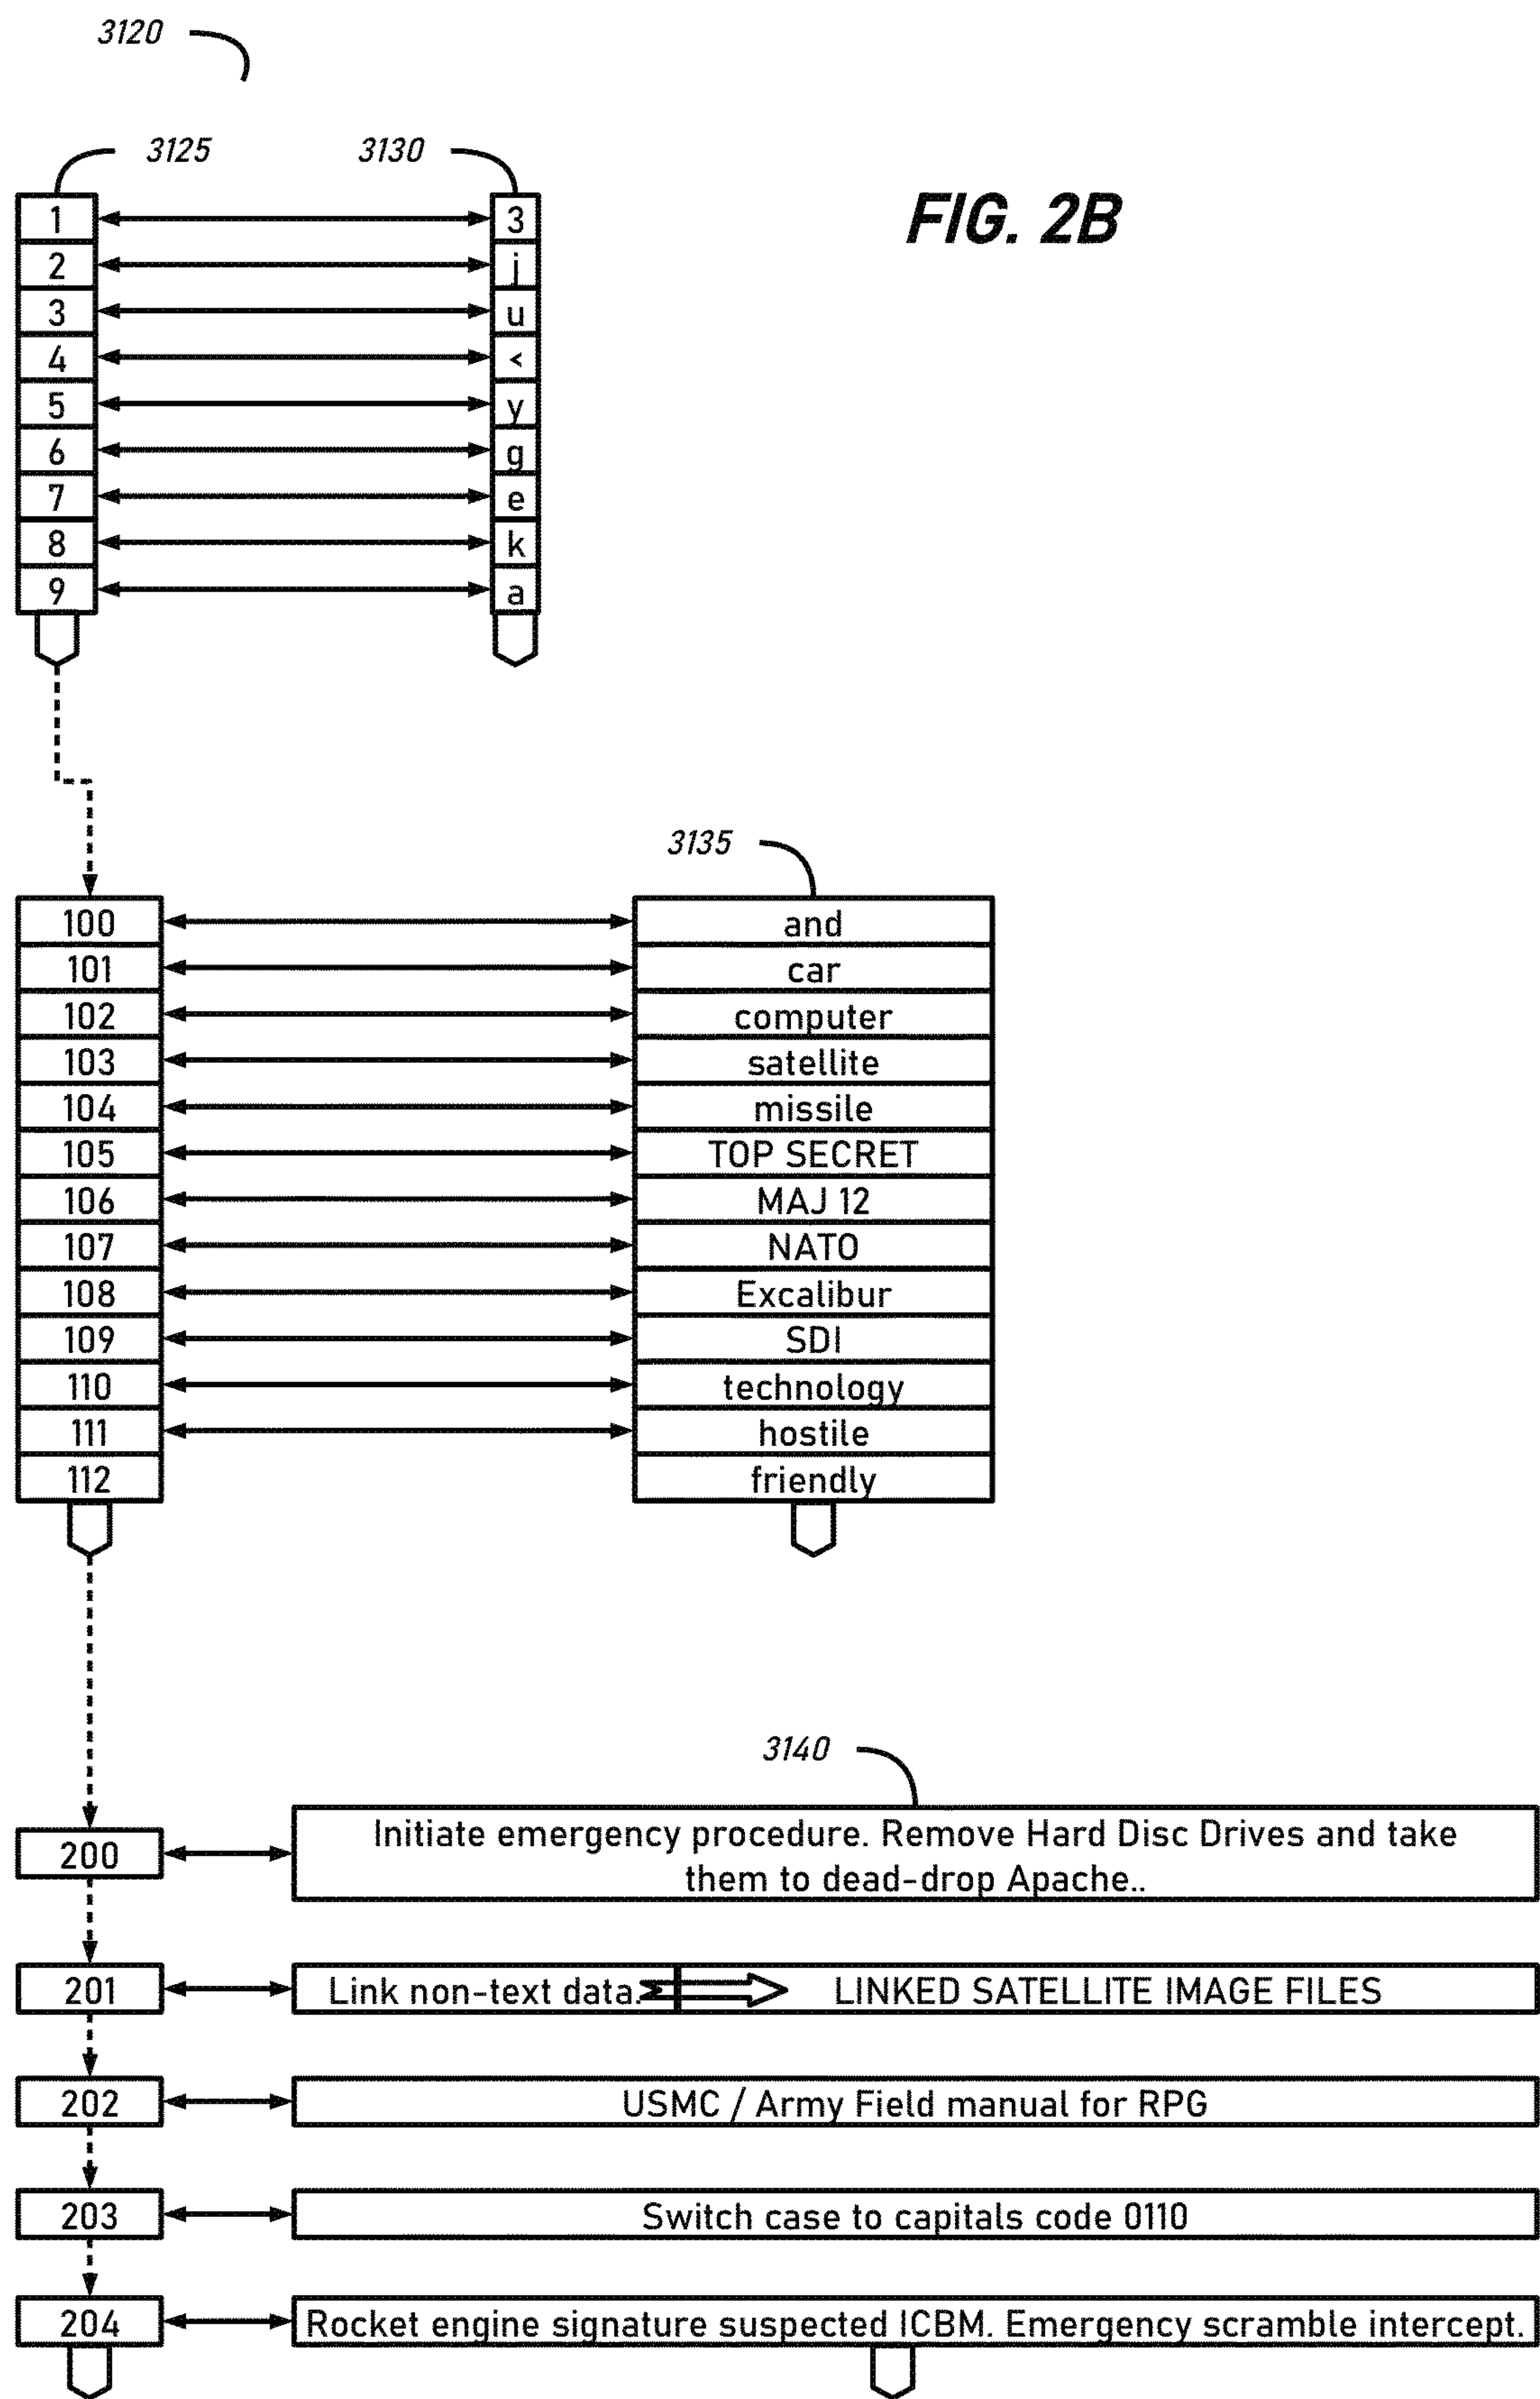 3120
3125 3130
FIG. 2B
1 3
2 j
3 u
4 <
5 y
6 g
7 e
8 k
9 a
3135
100 and
101 car
102 computer
103 satellite
104 missile
105 TOP SECRET
106 MAJ 12
107 NATO
108 Excalibur
109 SDI
110 technology
111 hostile
112 friendly
3140
200 Initiate emergency procedure. Remove Hard Disc Drives and take
them to dead-drop Apache..
201 Link non-text data. LINKED SATELLITE IMAGE FILES
202 USMC / Army Field manual for RPG
203 Switch case to capitals code 0110
204 Rocket engine signature suspected ICBM. Emergency scramble intercept.